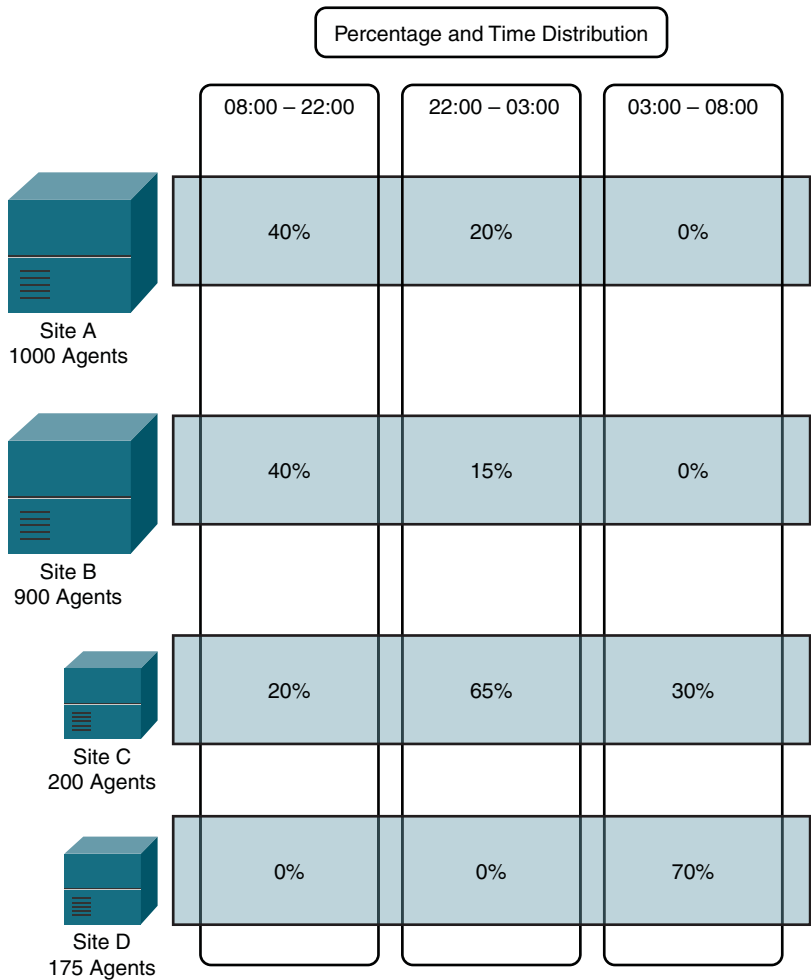 Percentage and Time Distribution
08:00 – 22:00
22:00 – 03:00
03:00 – 08:00
40%
20%
0%
Site A
1000 Agents
40%
15%
0%
Site B
900 Agents
20%
65%
30%
Site C
200 Agents
0%
0%
70%
Site D
175 Agents